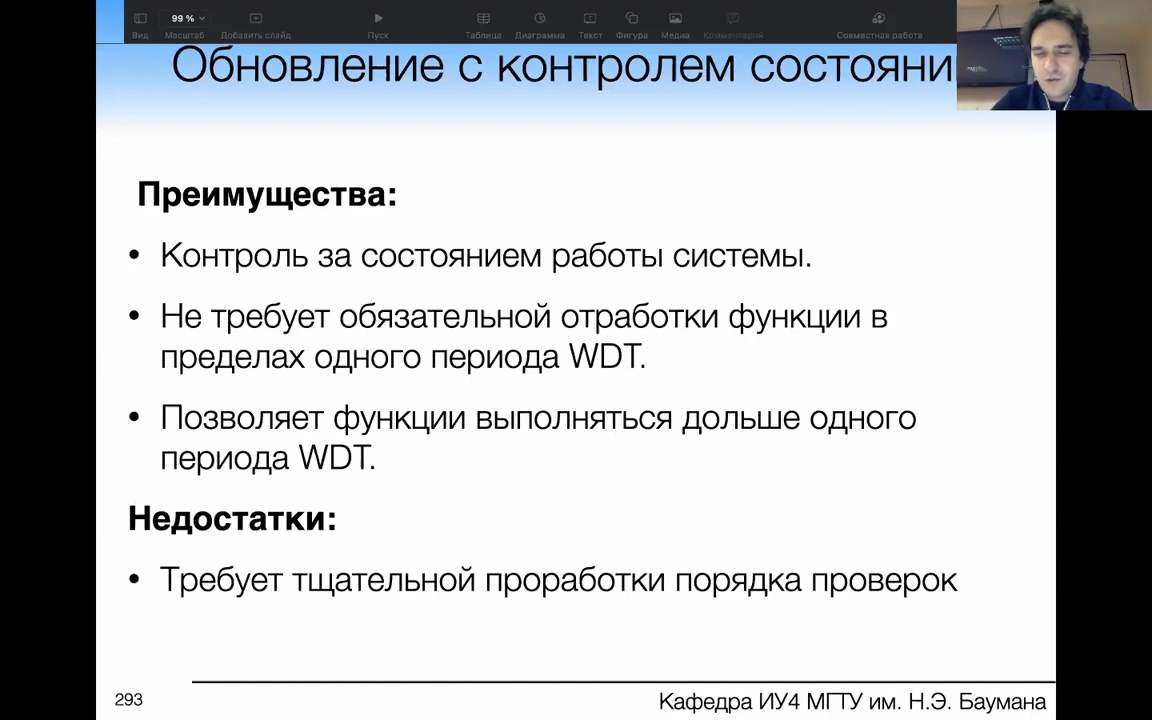 99 %
Вид Масштаб Добавить слайд Пуск Таблица Диаграмма Текст Фигура Медиа Комментарий Совместная работа
Обновление с контролем состояни
Преимущества:
• Контроль за состоянием работы системы.
• Не требует обязательной отработки функции в
пределах одного периода WDT.
• Позволяет функции выполняться дольше одного
периода WDT.
Недостатки:
• Требует тщательной проработки порядка проверок
293
Кафедра ИУ4 МГТУ им. Н.Э. Баумана